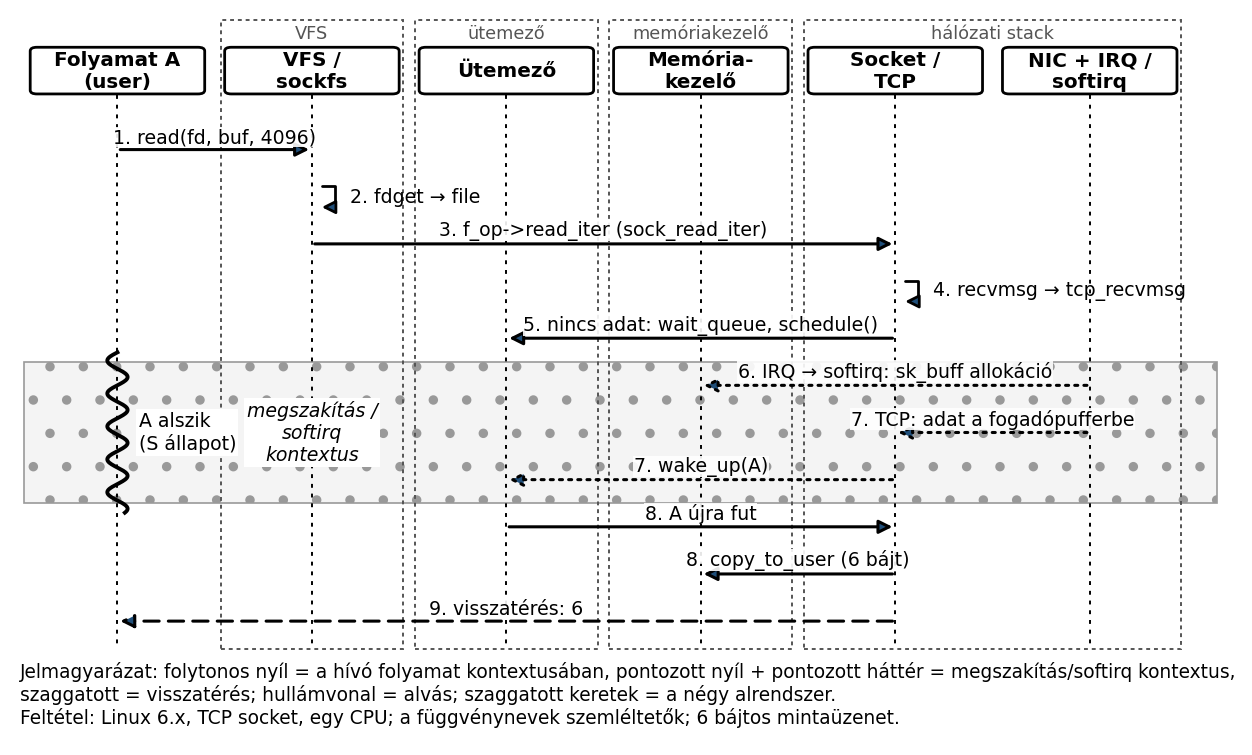 VFS
ütemező
memóriakezelő
hálózati stack
Folyamat A
(user)
VFS /
sockfs
Ütemező
Memória-
kezelő
Socket /
TCP
NIC + IRQ /
softirq
1. read(fd, buf, 4096)
2. fdget → file
3. f_op->read_iter (sock_read_iter)
4. recvmsg → tcp_recvmsg
5. nincs adat: wait_queue, schedule()
6. IRQ → softirq: sk_buff allokáció
7. TCP: adat a fogadópufferbe
A alszik
(S állapot)
megszakítás /
softirq
kontextus
7. wake_up(A)
8. A újra fut
8. copy_to_user (6 bájt)
9. visszatérés: 6
Jelmagyarázat: folytonos nyíl = a hívó folyamat kontextusában, pontozott nyíl + pontozott háttér = megszakítás/softirq kontextus,
szaggatott = visszatérés; hullámvonal = alvás; szaggatott keretek = a négy alrendszer.
Feltétel: Linux 6.x, TCP socket, egy CPU; a függvénynevek szemléltetők; 6 bájtos mintaüzenet.